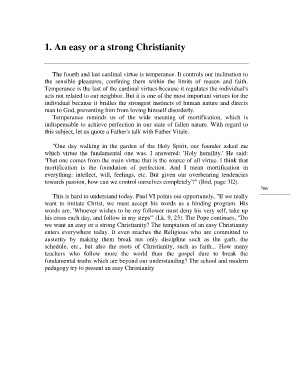 1. An easy or a strong Christianity
The fourth and last cardinal virtue is temperance. It controls our inclination to
the sensible pleasures, confining them within the limits of reason and faith.
Temperance is the last of the cardinal virtues because it regulates the individual's
acts not related to our neighbor. But it is one of the most important virtues for the
individual because it bridles the strongest instincts of human nature and directs
man to God, preventing him from loving himself disorderly.
Temperance reminds us of the wide meaning of mortification, which is
indispensable to achieve perfection in our state of fallen nature. With regard to
this subject, let us quote a Father's talk with Father Vitale.
"One day walking in the garden of the Holy Spirit, our founder asked me
which virtue the fundamental one was. I answered: 'Holy humility!' He said:
'That one comes from the main virtue that is the source of all virtue. I think that
mortification is the foundation of perfection. And I mean mortification in
everything: intellect, will, feelings, etc. But given our overbearing tendencies
towards passion, how can we control ourselves completely?'" (Ibid, page 302).
This is hard to understand today. Paul VI points out opportunely, "If we really
want to imitate Christ, we must accept his words as a binding program. His
words are, 'Whoever wishes to be my follower must deny his very self, take up
his cross each day, and follow in my steps'" (Lk, 9, 23). The Pope continues, "Do
we want an easy or a strong Christianity? The temptation of an easy Christianity
enters everywhere today. It even reaches the Religious who are committed to
austerity by making them break not only discipline such as the garb, the
schedule, etc., but also the roots of Christianity, such as faith... How many
teachers who follow more the world than the gospel dare to break the
fundamental truths which are beyond our understanding? The school and modern
pedagogy try to present an easy Christianity